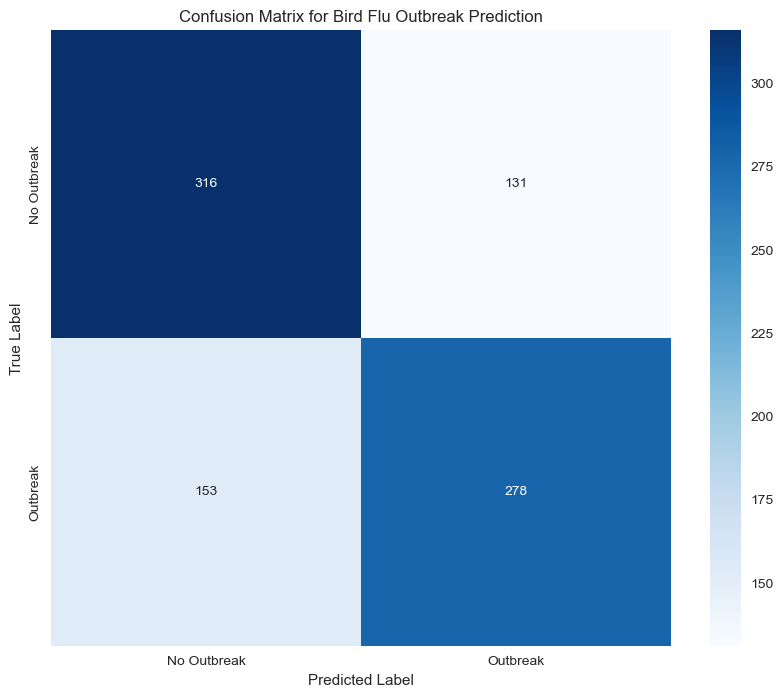 Confusion Matrix for Bird Flu Outbreak Prediction
True Label
No Outbreak
Outbreak
316
131
153
278
No Outbreak
Outbreak
Predicted Label
300
275
250
225
200
175
150